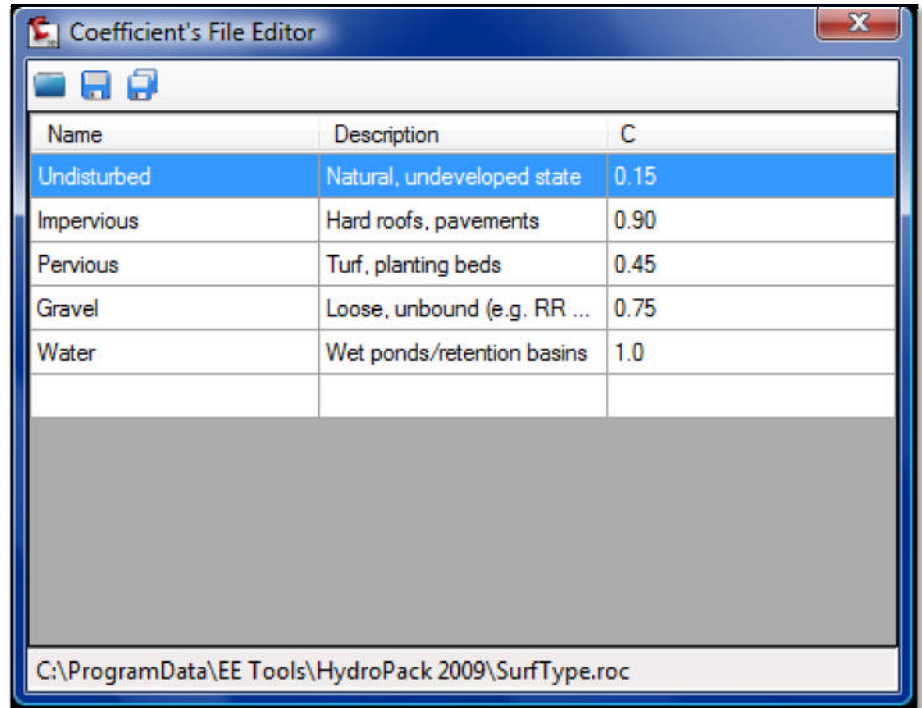 Coefficient's File Editor
Name Description C
Undisturbed Natural, undeveloped state 0.15
Impervious Hard roofs, pavements 0.90
Pervious Turf, planting beds 0.45
Gravel Loose, unbound (e.g. RR ... 0.75
Water Wet ponds/retention basins 1.0
C:\ProgramData\EE Tools\HydroPack 2009\SurfType.roc